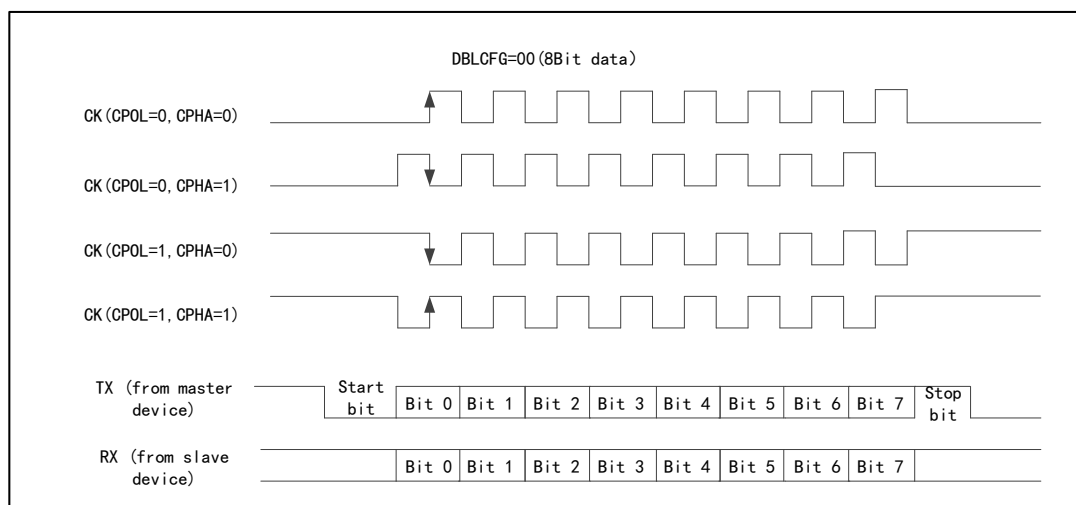 DBLCFG=00(8Bit data)
CK(CPOL=0,CPHA=0)
CK(CPOL=0,CPHA=1)
CK(CPOL=1,CPHA=0)
CK(CPOL=1,CPHA=1)
TX (from master
device)
Start
bit
Bit 0 Bit 1 Bit 2 Bit 3 Bit 4 Bit 5 Bit 6 Bit 7
Stop
bit
RX (from slave
device)
Bit 0 Bit 1 Bit 2 Bit 3 Bit 4 Bit 5 Bit 6 Bit 7